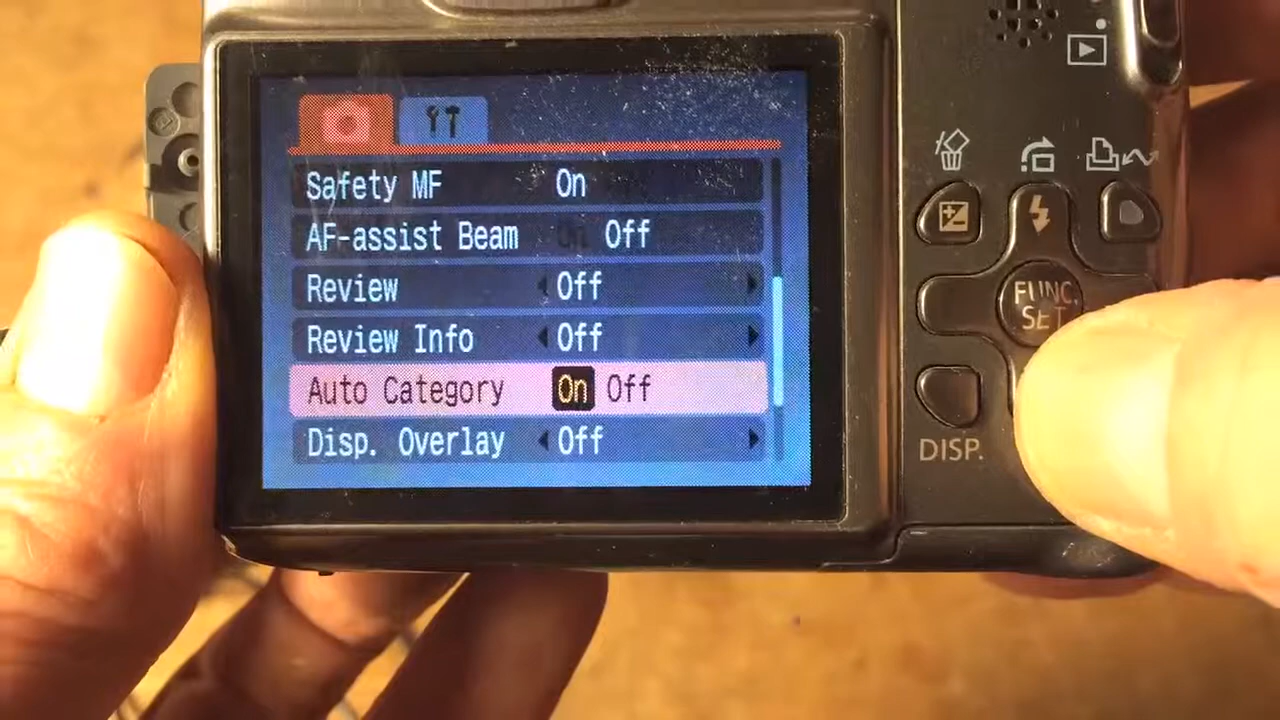 Safety MF On
AF-assist Beam On Off
Review Off
Review Info Off
Auto Category On Off
Disp. Overlay Off
FUNC.
SET
DISP.